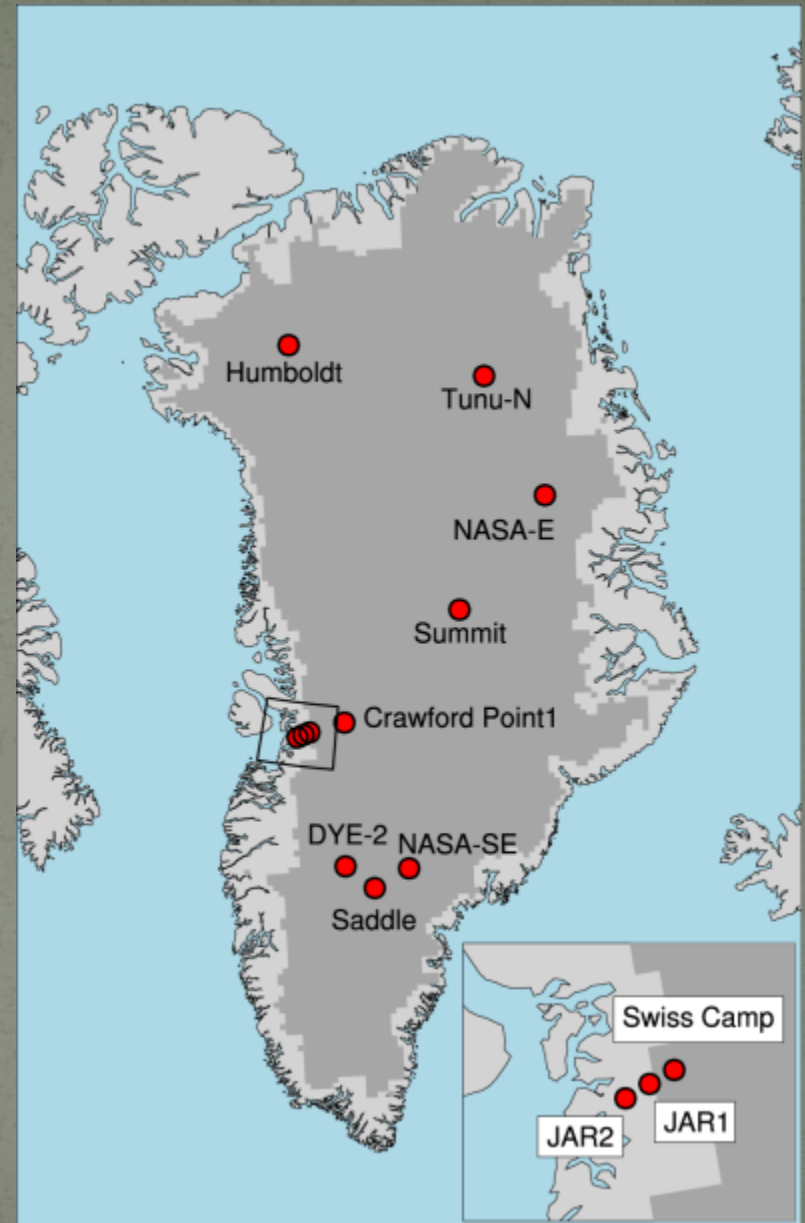 Humboldt
Tunu-N
NASA-E
Summit
Crawford Point1
DYE-2
NASA-SE
Saddle
Swiss Camp
JAR1
JAR2